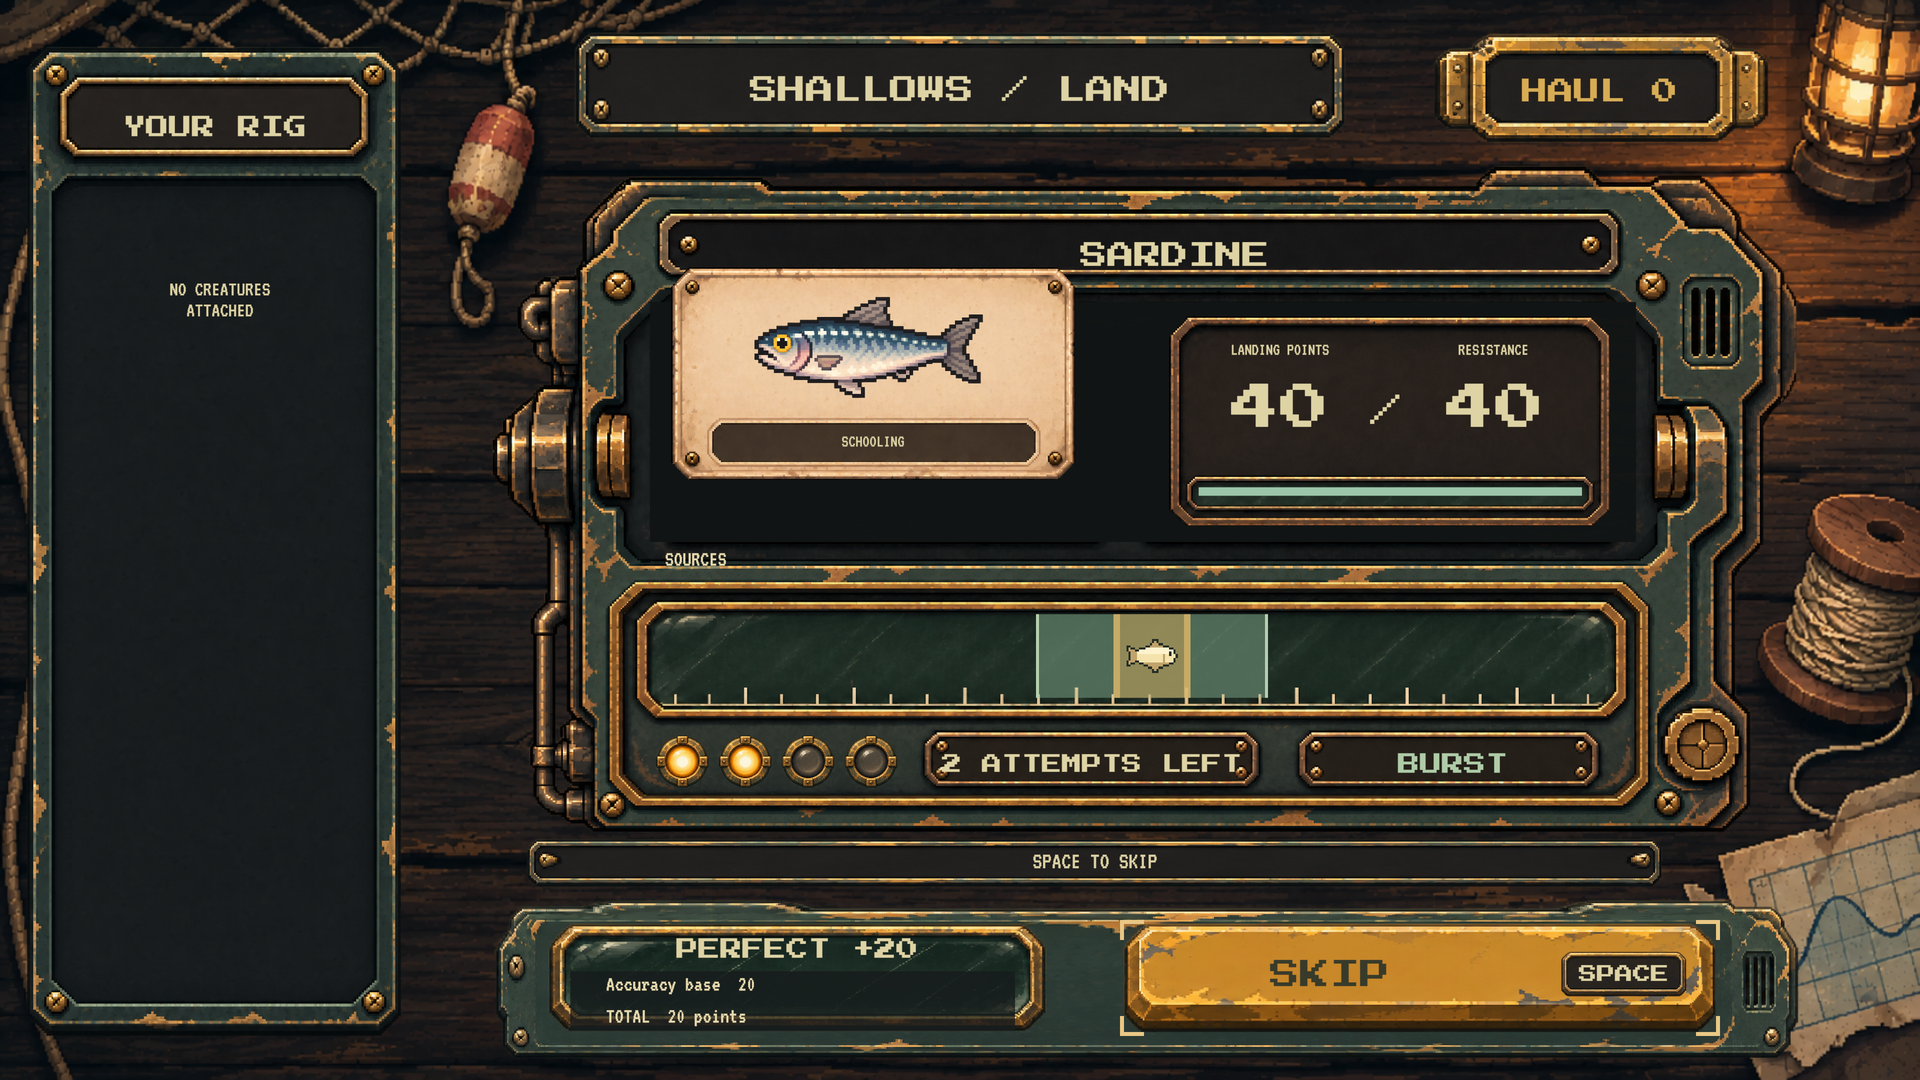 YOUR RIG
NO CREATURES
ATTACHED
SHALLOWS / LAND
HAUL 0
SARDINE
SCHOOLING
LANDING POINTS
RESISTANCE
40 / 40
SOURCES
2 ATTEMPTS LEFT
BURST
SPACE TO SKIP
PERFECT +20
Accuracy base 20
TOTAL 20 points
SKIP
SPACE